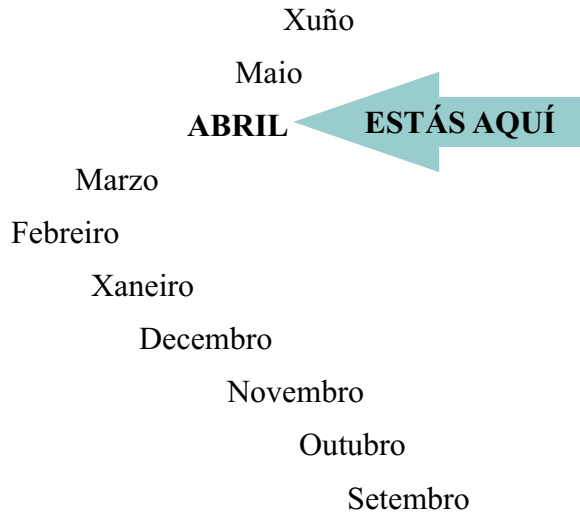 Xuño
Maio
ABRIL ESTÁS AQUÍ
Marzo
Febreiro
Xaneiro
Decembro
Novembro
Outubro
Setembro